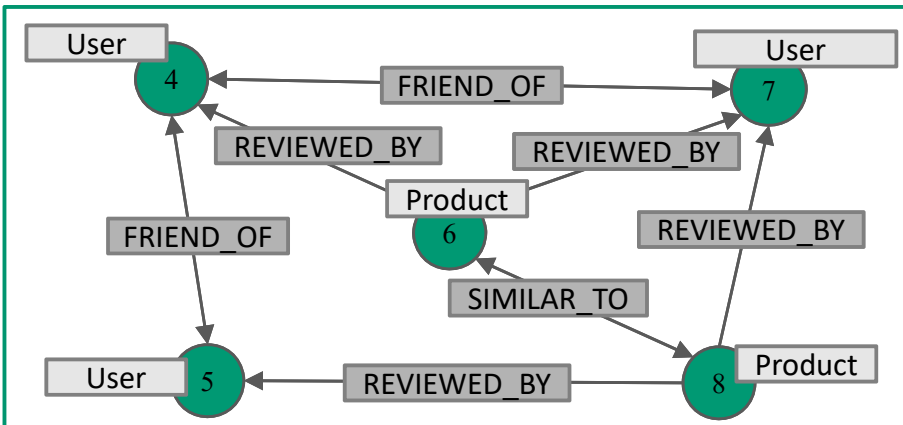 User
User
4
FRIEND_OF
7
REVIEWED_BY
REVIEWED_BY
Product
6
FRIEND_OF
REVIEWED_BY
SIMILAR_TO
User
5
REVIEWED_BY
8
Product